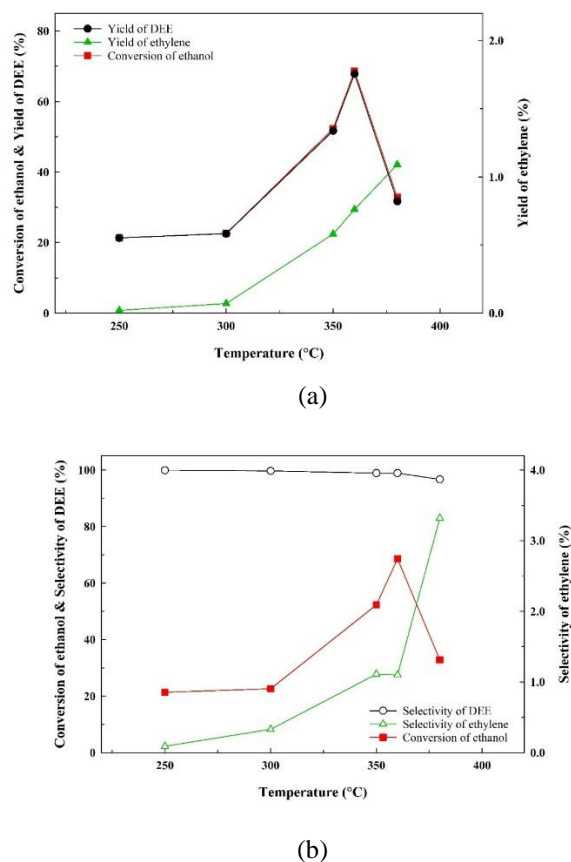 Yield of DEE
Yield of ethylene
Conversion of ethanol
Conversion of ethanol & Yield of DEE (%)
80
60
40
20
0
2.0
1.0
0.0
Yield of ethylene (%)
250 300 350 400
Temperature (°C)
(a)
Conversion of ethanol & Selectivity of DEE (%)
100
80
60
40
20
0
4.0
3.0
2.0
1.0
0.0
Selectivity of ethylene (%)
Selectivity of DEE
Selectivity of ethylene
Conversion of ethanol
250 300 350 400
Temperature (°C)
(b)